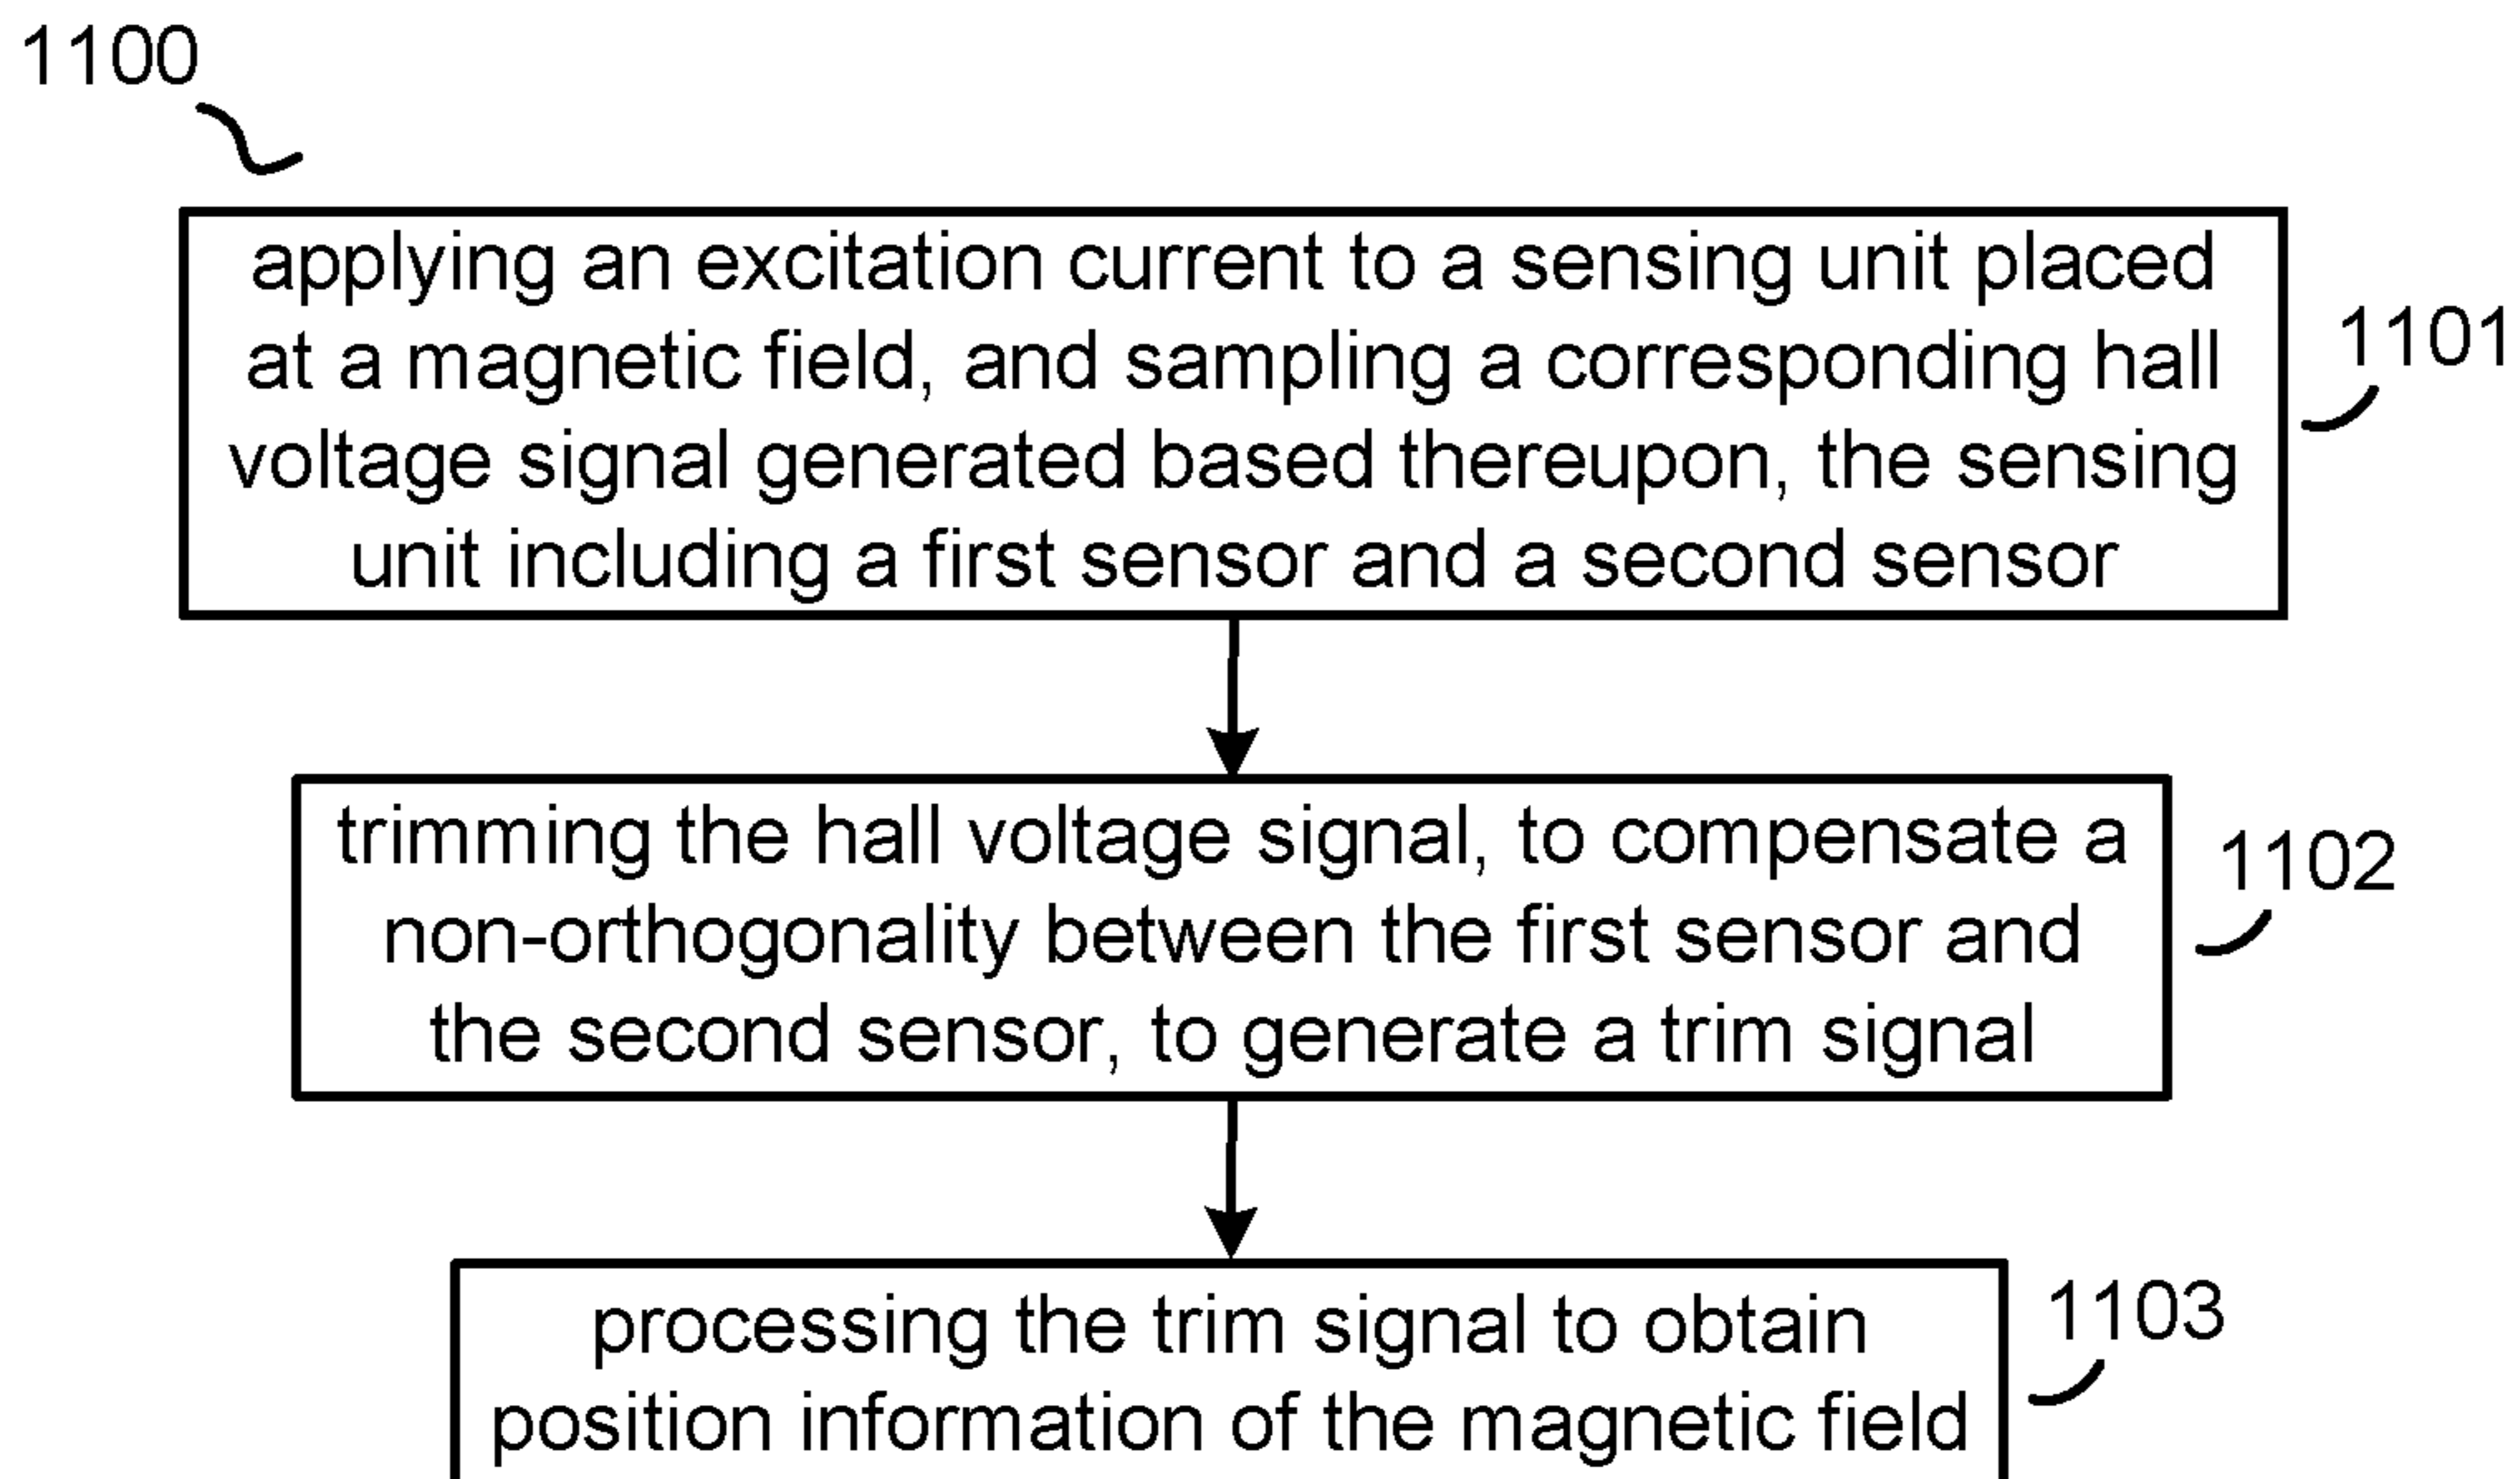 1100
applying an excitation current to a sensing unit placed
at a magnetic field, and sampling a corresponding hall
voltage signal generated based thereupon, the sensing
unit including a first sensor and a second sensor
1101
trimming the hall voltage signal, to compensate a
non-orthogonality between the first sensor and
the second sensor, to generate a trim signal
1102
processing the trim signal to obtain
position information of the magnetic field
1103